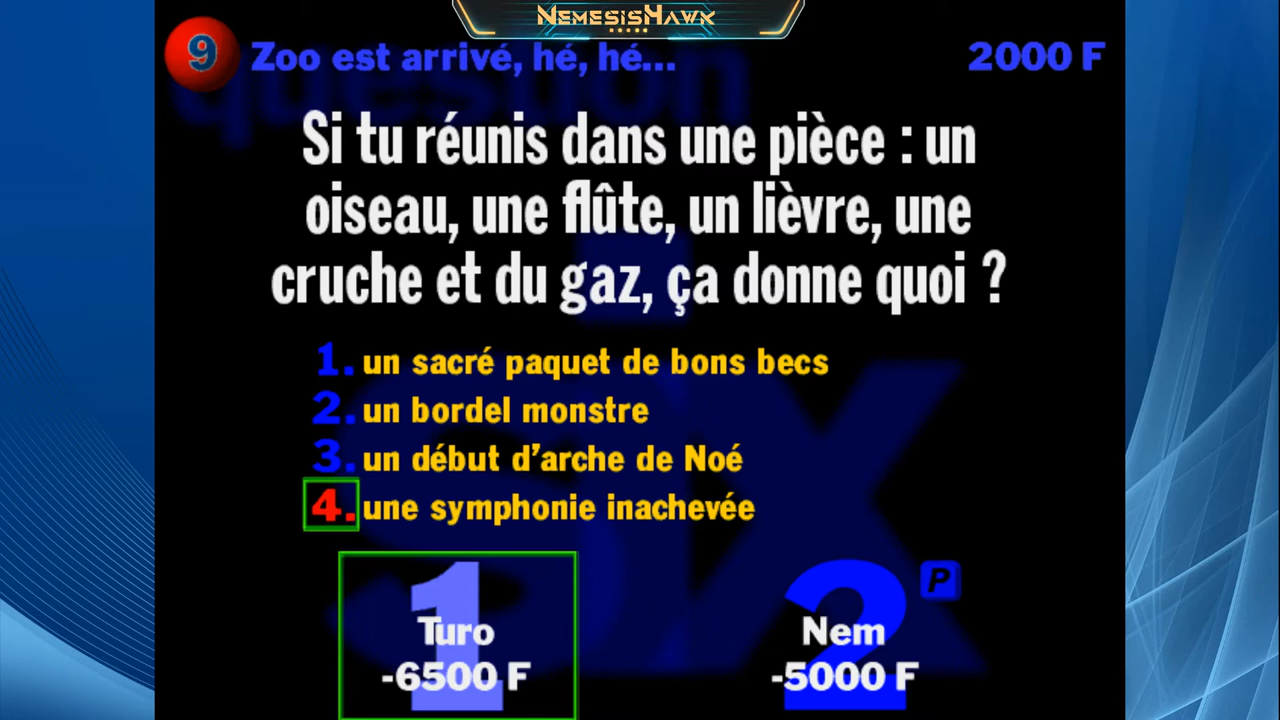 NEMESISHAWK
9 Zoo est arrivé, hé, hé... 2000 F
question
Si tu réunis dans une pièce : un
oiseau, une flûte, un lièvre, une
cruche et du gaz, ça donne quoi ?
1. un sacré paquet de bons becs
2. un bordel monstre
3. un début d'arche de Noé
4. une symphonie inachevée
six
1 Turo
-6500 F
2 Nem P
-5000 F